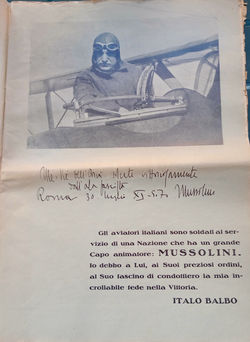 vittoriosamente
Roma 30 luglio XI E.F. Mussolini
Gli aviatori italiani sono soldati al ser-
vizio di una Nazione che ha un grande
Capo animatore: MUSSOLINI.
Io debbo a Lui, ai Suoi preziosi ordini,
al Suo fascino di condottiero la mia in-
crollabile fede nella Vittoria.
ITALO BALBO